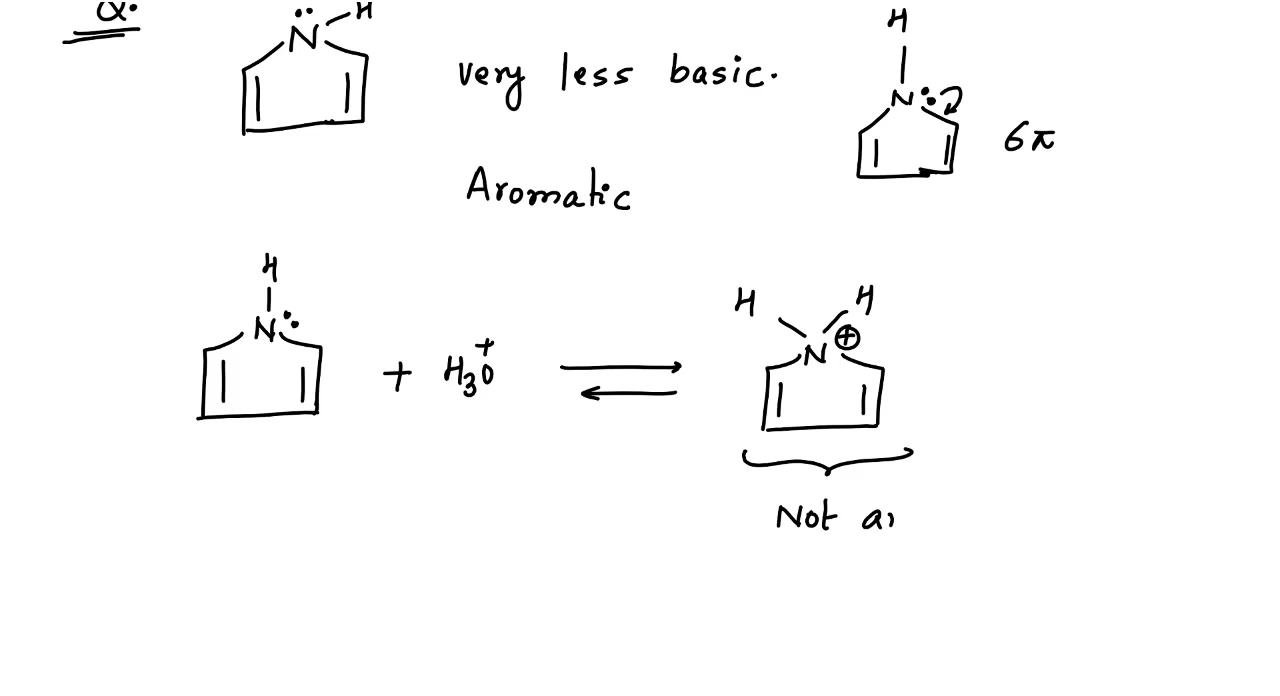 Q.
N H
very less basic.
H
N
6π
Aromatic
H
N
+ H3O+
H H
N ⊕
Not